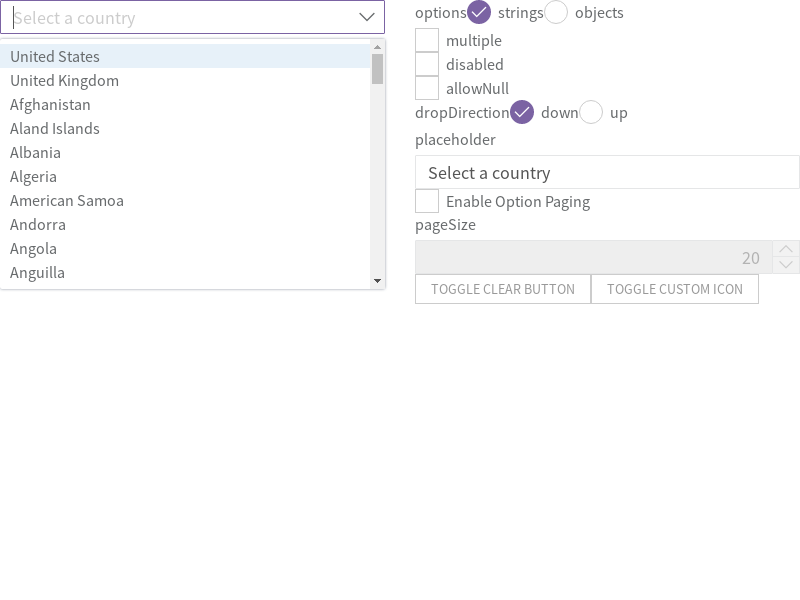 Select a country
United States
United Kingdom
Afghanistan
Aland Islands
Albania
Algeria
American Samoa
Andorra
Angola
Anguilla
options strings objects
multiple
disabled
allowNull
dropDirection down up
placeholder
Select a country
Enable Option Paging
pageSize
20
TOGGLE CLEAR BUTTON TOGGLE CUSTOM ICON